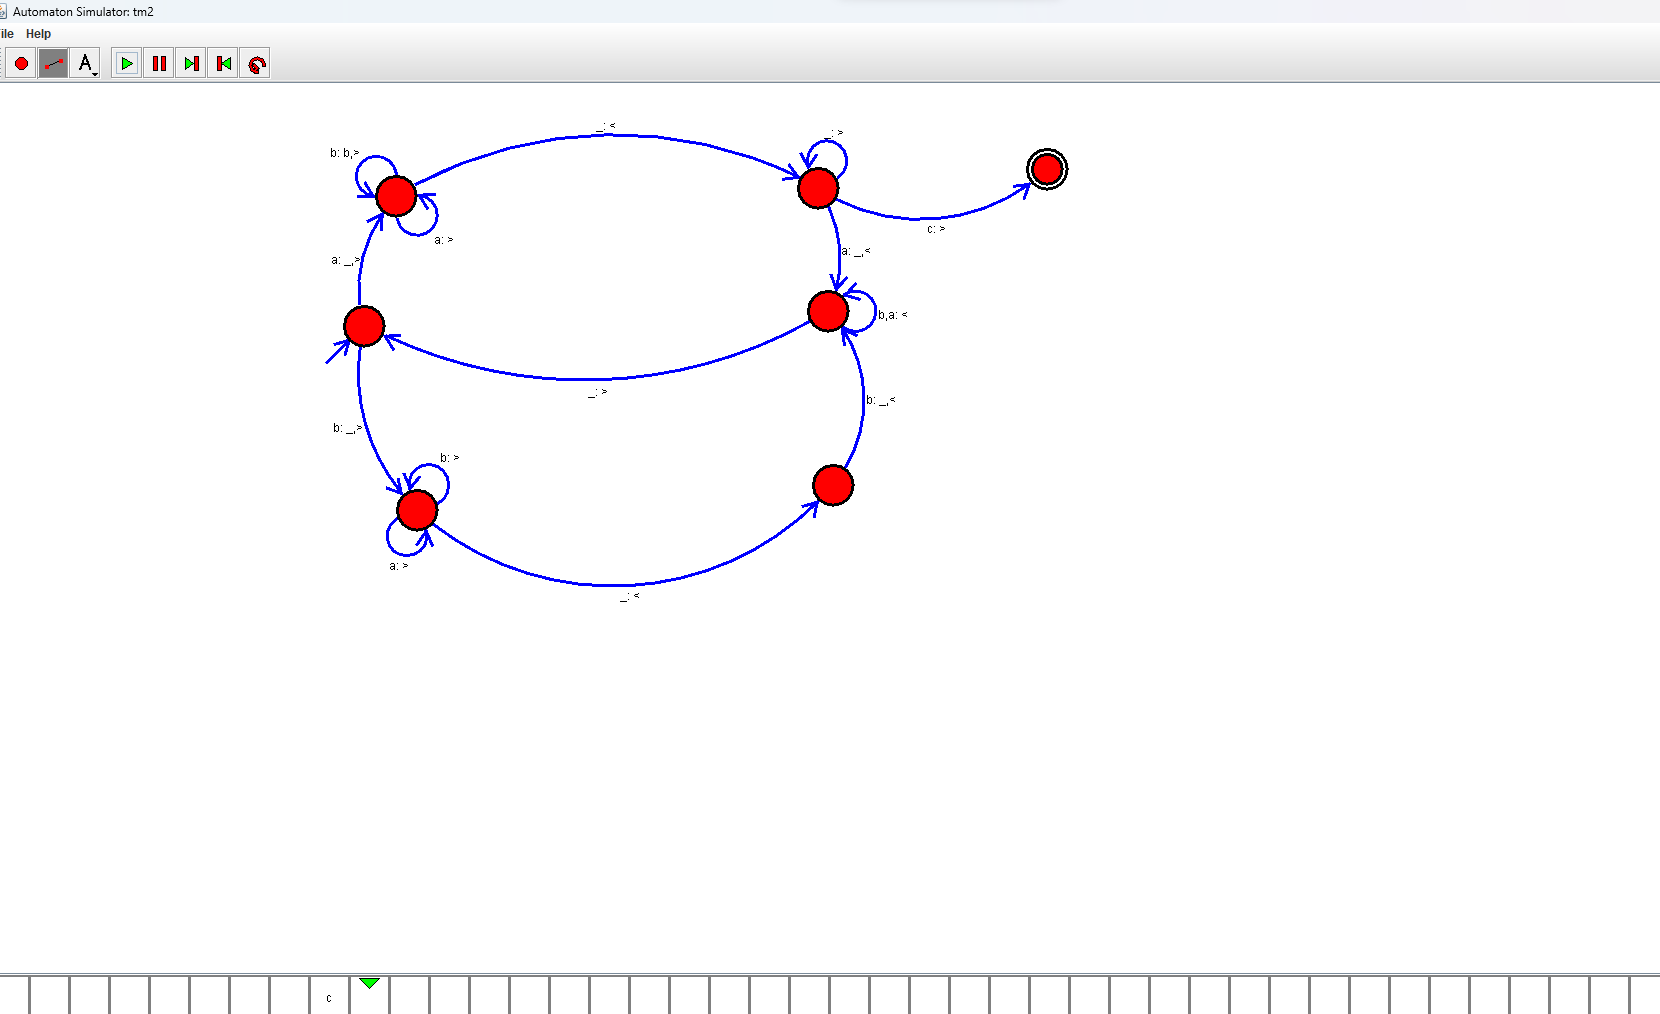 Automaton Simulator: tm2
ile Help
A
_: <
_: >
b: b,>
c: >
a: >
a: _,<
a: _,>
b,a: <
_: >
b: _,<
b: _,>
b: >
a: >
_: <
c